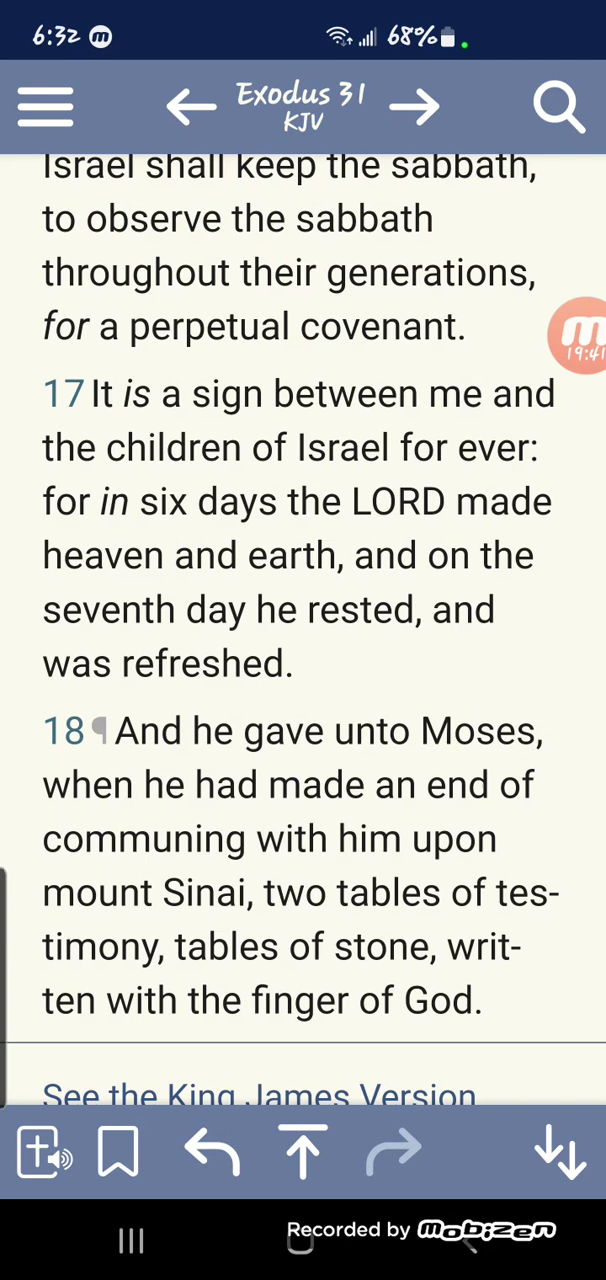 6:32 m 68%
Exodus 31
KJV
Israel shall keep the sabbath,
to observe the sabbath
throughout their generations,
for a perpetual covenant.
m
19:41
17 It is a sign between me and
the children of Israel for ever:
for in six days the LORD made
heaven and earth, and on the
seventh day he rested, and
was refreshed.
18 ¶ And he gave unto Moses,
when he had made an end of
communing with him upon
mount Sinai, two tables of tes-
timony, tables of stone, writ-
ten with the finger of God.
See the King James Version
Recorded by mobizen